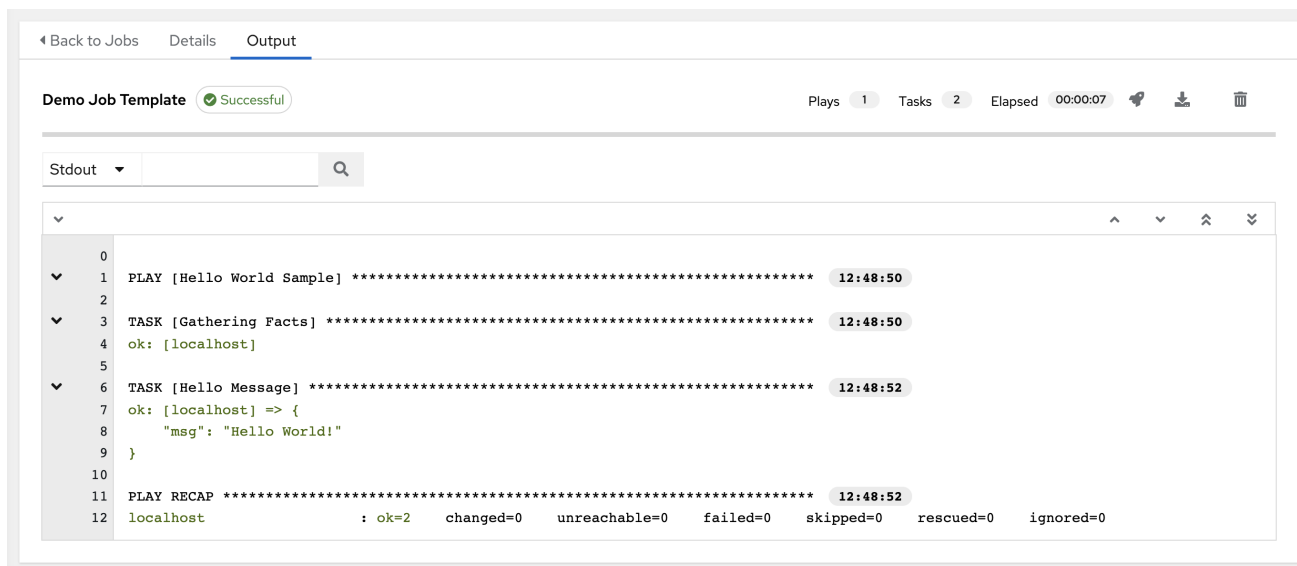 Back to Jobs Details Output
Demo Job Template Successful Plays 1 Tasks 2 Elapsed 00:00:07
Stdout
0
1 PLAY [Hello World Sample] ****************************************************** 12:48:50
2
3 TASK [Gathering Facts] ********************************************************* 12:48:50
4 ok: [localhost]
5
6 TASK [Hello Message] *********************************************************** 12:48:52
7 ok: [localhost] => {
8     "msg": "Hello World!"
9 }
10
11 PLAY RECAP ********************************************************************* 12:48:52
12 localhost                  : ok=2    changed=0    unreachable=0    failed=0    skipped=0    rescued=0    ignored=0